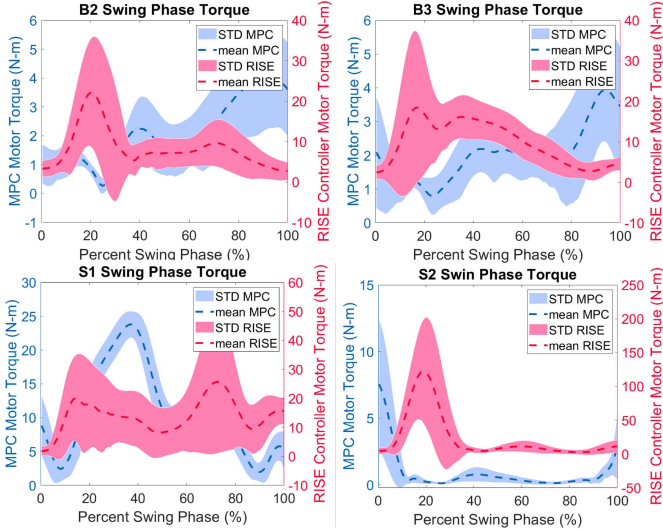 B2 Swing Phase Torque
MPC Motor Torque (N-m)
6
5
4
3
2
1
0
-1
STD MPC
mean MPC
STD RISE
mean RISE
40
30
20
10
0
-10
RISE Controller Motor Torque (N-m)
0 20 40 60 80 100
Percent Swing Phase (%)
B3 Swing Phase Torque
MPC Motor Torque (N-m)
6
5
4
3
2
1
0
STD MPC
mean MPC
STD RISE
mean RISE
40
30
20
10
0
-10
RISE Controller Motor Torque (N-m)
0 20 40 60 80 100
Percent Swing Phase (%)
S1 Swing Phase Torque
MPC Motor Torque (N-m)
30
25
20
15
10
5
0
STD MPC
mean MPC
STD RISE
mean RISE
60
50
40
30
20
10
0
-10
RISE Controller Motor Torque (N-m)
0 20 40 60 80 100
Percent Swing Phase (%)
S2 Swin Phase Torque
MPC Motor Torque (N-m)
15
10
5
0
STD MPC
mean MPC
STD RISE
mean RISE
250
200
150
100
50
0
-50
RISE Controller Motor Torque (N-m)
0 20 40 60 80 100
Percent Swing Phase (%)